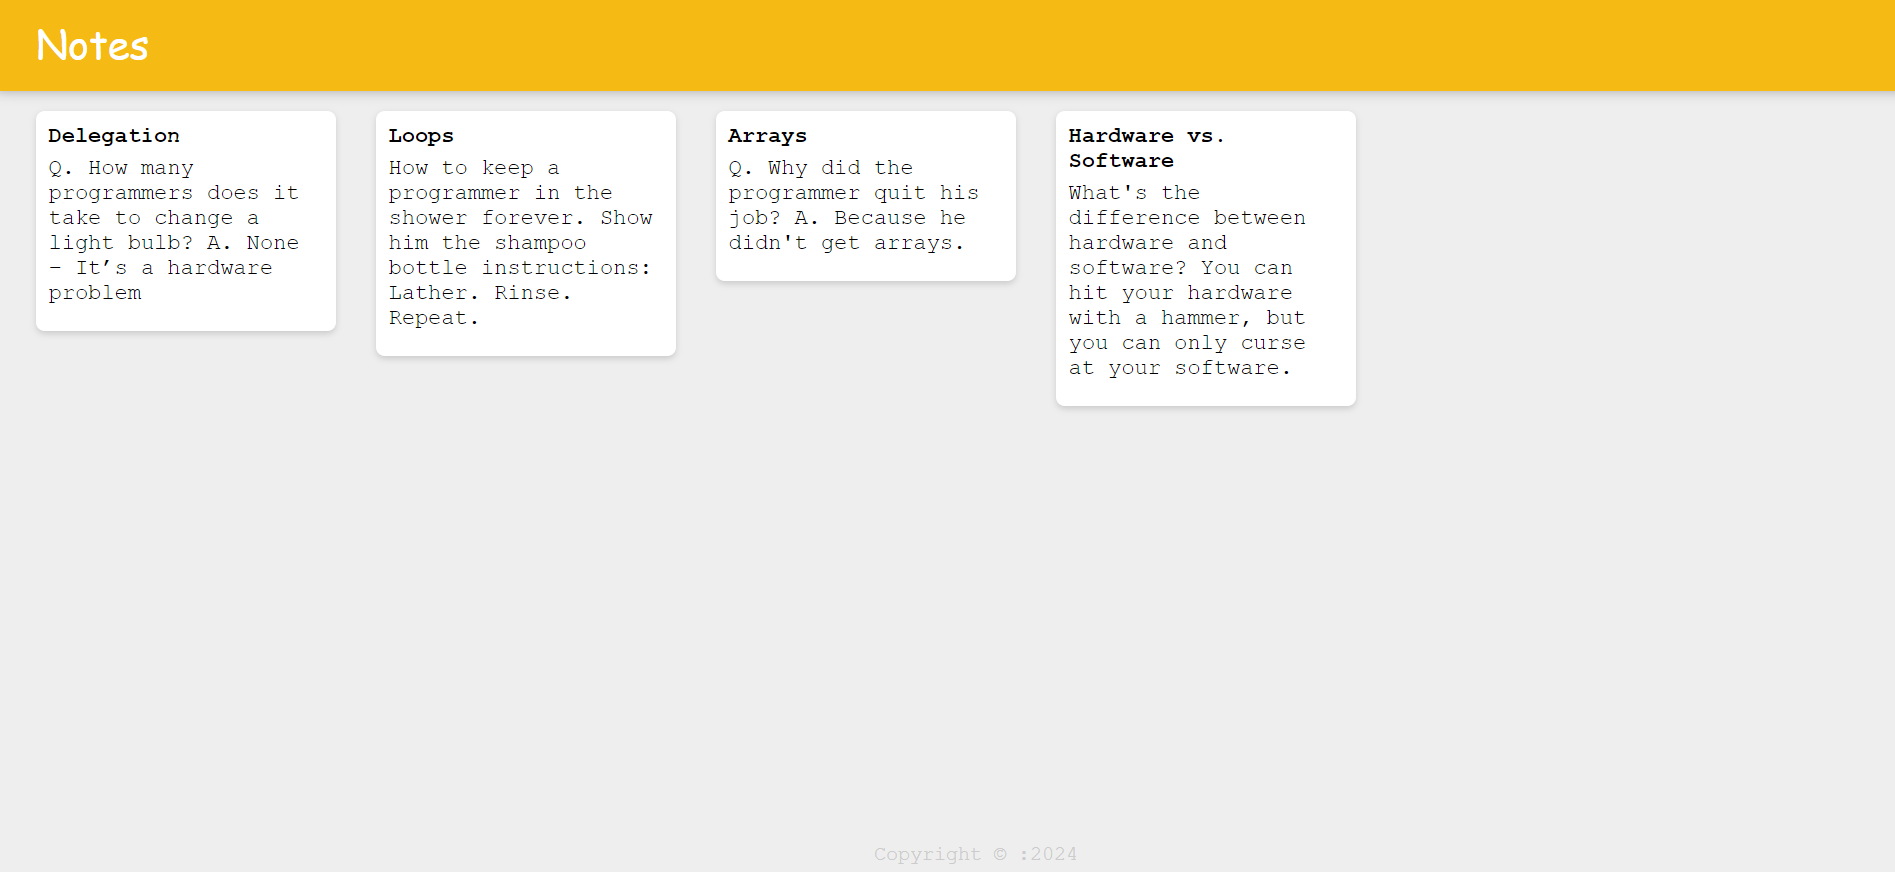 Notes
Delegation
Q. How many
programmers does it
take to change a
light bulb? A. None
– It’s a hardware
problem
Loops
How to keep a
programmer in the
shower forever. Show
him the shampoo
bottle instructions:
Lather. Rinse.
Repeat.
Arrays
Q. Why did the
programmer quit his
job? A. Because he
didn't get arrays.
Hardware vs.
Software
What's the
difference between
hardware and
software? You can
hit your hardware
with a hammer, but
you can only curse
at your software.
Copyright © :2024